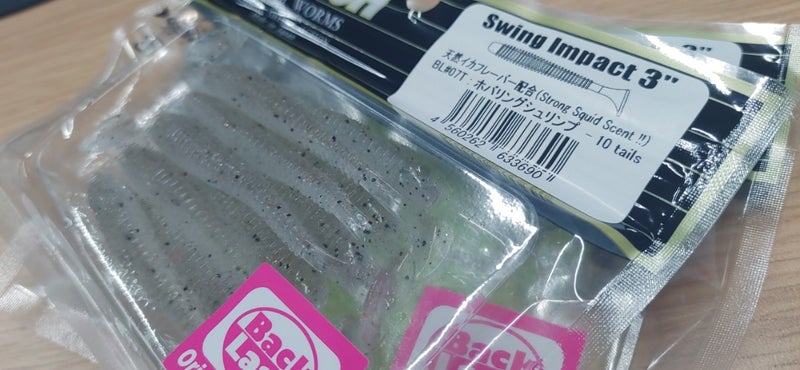 WORMS
Swing Impact 3"
天然イカフレーバー配合(Strong Squid Scent !!)
BL#07T : ホバリングシュリンプ - 10 tails
4 560262 633690
3"
Back
Back